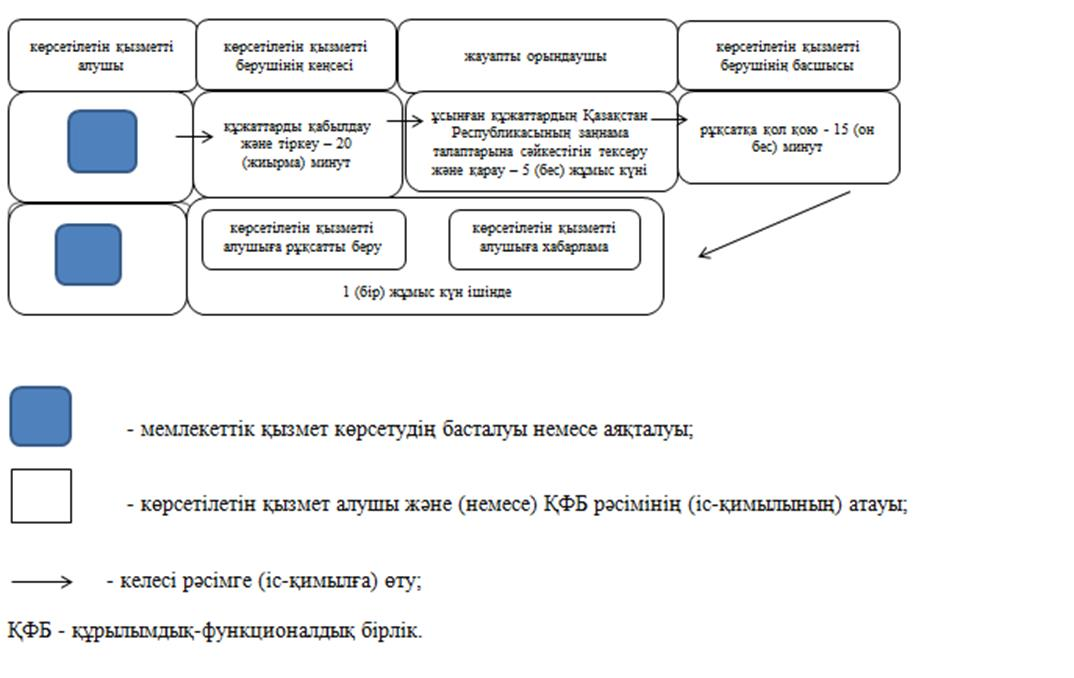 көрсетілетін қызметті
алушы
көрсетілетін қызметті
берушінің кеңсесі
жауапты орындаушы
көрсетілетін қызметті
берушінің басшысы
құжаттарды қабылдау
және тіркеу – 20
(жиырма) минут
ұсынған құжаттардың Қазақстан
Республикасының заңнама
талаптарына сәйкестігін тексеру
және қарау – 5 (бес) жұмыс күні
рұқсатқа қол қою - 15 (он
бес) минут
көрсетілетін қызметті
алушыға рұқсатты беру
көрсетілетін қызметті
алушыға хабарлама
1 (бір) жұмыс күн ішінде
- мемлекеттік қызмет көрсетудің басталуы немесе аяқталуы;
- көрсетілетін қызмет алушы және (немесе) ҚФБ рәсімінің (іс-қимылының) атауы;
- келесі рәсімге (іс-қимылға) өту;
ҚФБ - құрылымдық-функционалдық бірлік.